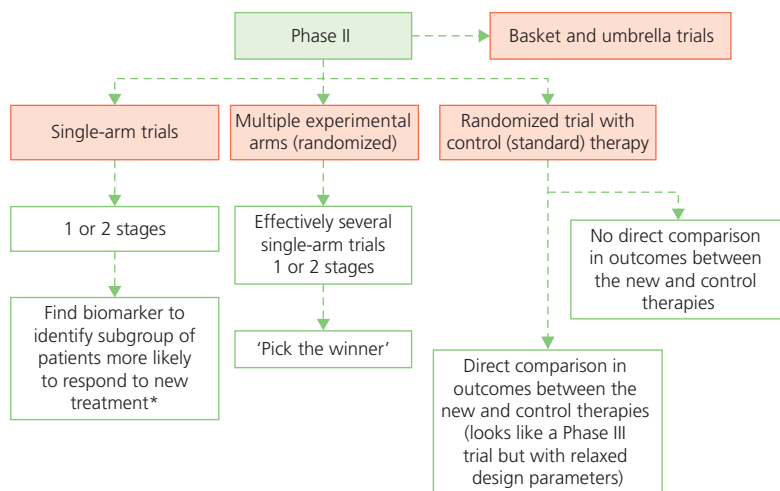 Phase II
Basket and umbrella trials
Single-arm trials
Multiple experimental
arms (randomized)
Randomized trial with
control (standard) therapy
1 or 2 stages
Effectively several
single-arm trials
1 or 2 stages
No direct comparison
in outcomes between
the new and control
therapies
Find biomarker to
identify subgroup of
patients more likely
to respond to new
treatment*
‘Pick the winner’
Direct comparison in
outcomes between the
new and control therapies
(looks like a Phase III
trial but with relaxed
design parameters)